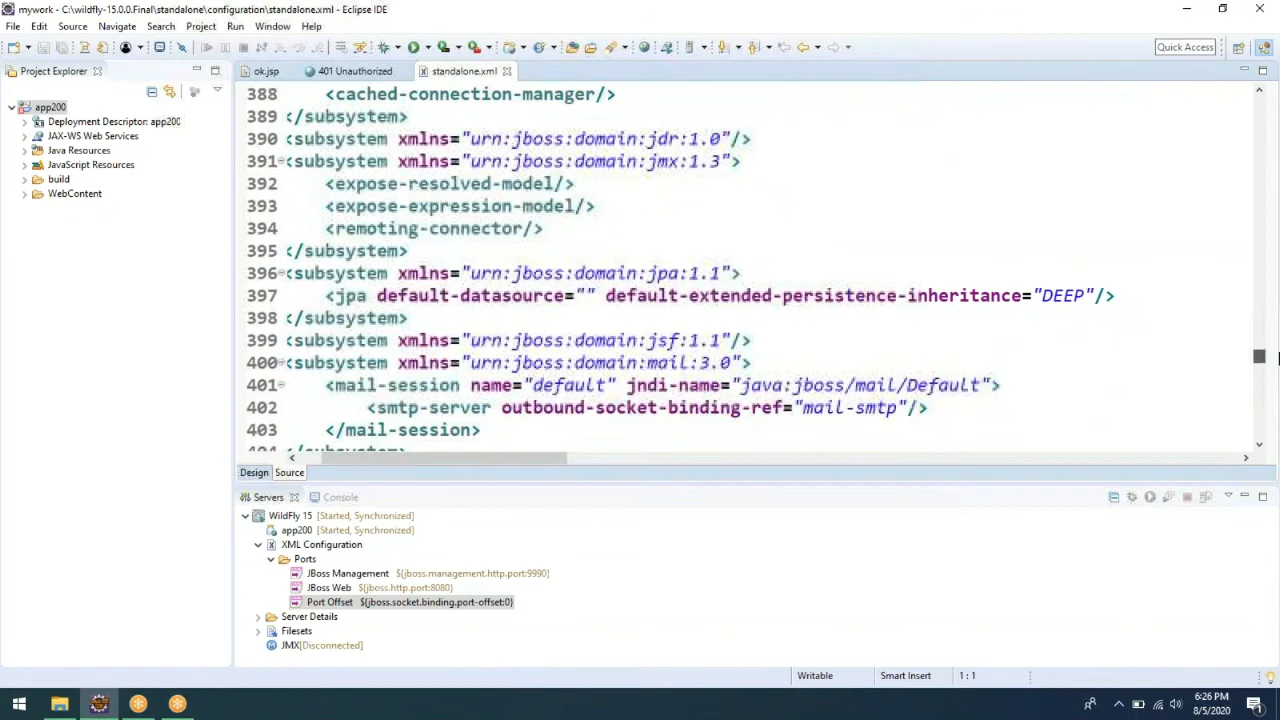 mywork - C:\wildfly-15.0.0.Final\standalone\configuration\standalone.xml - Eclipse IDE
File Edit Source Navigate Search Project Run Window Help
Quick Access
Project Explorer
ok.jsp 401 Unauthorized standalone.xml
app200
Deployment Descriptor: app200
JAX-WS Web Services
Java Resources
JavaScript Resources
build
WebContent
388 <cached-connection-manager/>
389 </subsystem>
390 <subsystem xmlns="urn:jboss:domain:jdr:1.0"/>
391 <subsystem xmlns="urn:jboss:domain:jmx:1.3">
392 <expose-resolved-model/>
393 <expose-expression-model/>
394 <remoting-connector/>
395 </subsystem>
396 <subsystem xmlns="urn:jboss:domain:jpa:1.1">
397 <jpa default-datasource="" default-extended-persistence-inheritance="DEEP"/>
398 </subsystem>
399 <subsystem xmlns="urn:jboss:domain:jsf:1.1"/>
400 <subsystem xmlns="urn:jboss:domain:mail:3.0">
401 <mail-session name="default" jndi-name="java:jboss/mail/Default">
402 <smtp-server outbound-socket-binding-ref="mail-smtp"/>
403 </mail-session>
404 </subsystem>
Design Source
Servers Console
WildFly 15 [Started, Synchronized]
app200 [Started, Synchronized]
XML Configuration
Ports
JBoss Management ${jboss.management.http.port:9990}
JBoss Web ${jboss.http.port:8080}
Port Offset ${jboss.socket.binding.port-offset:0}
Server Details
Filesets
JMX[Disconnected]
Writable Smart Insert 1 : 1
6:26 PM
8/5/2020